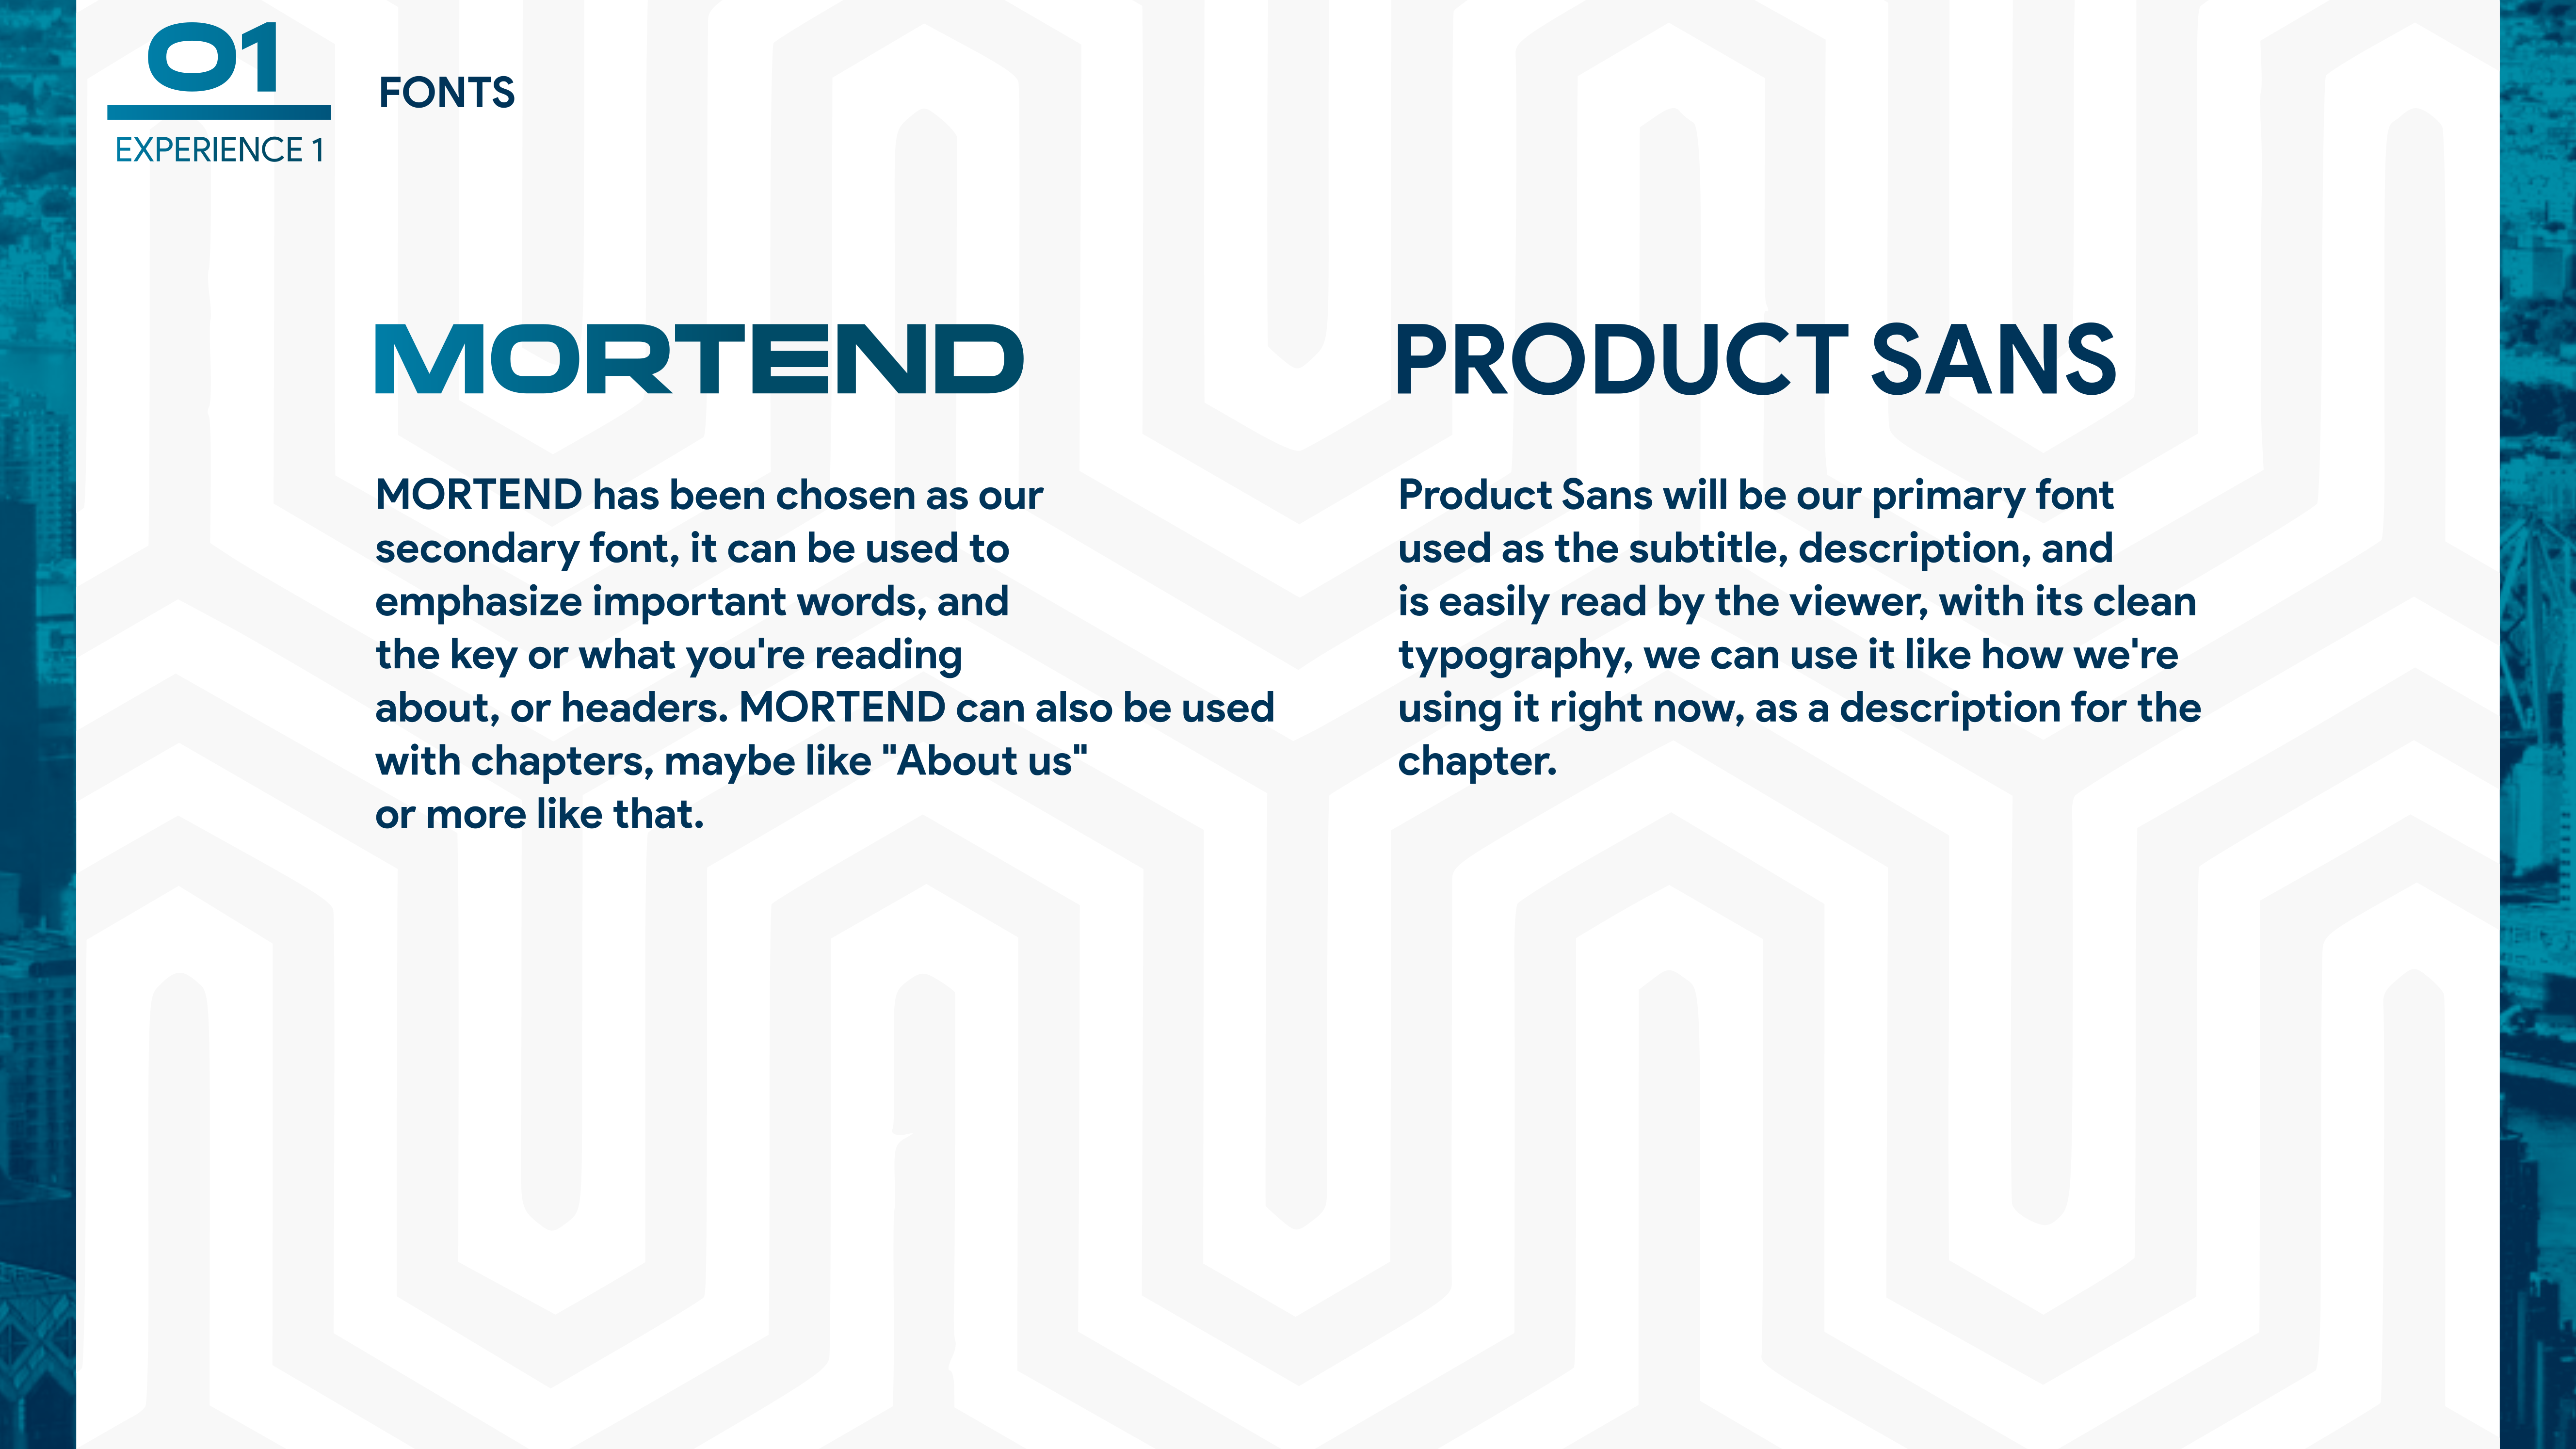 01
EXPERIENCE 1
FONTS
MORTEND
MORTEND has been chosen as our
secondary font, it can be used to
emphasize important words, and
the key or what you're reading
about, or headers. MORTEND can also be used
with chapters, maybe like "About us"
or more like that.
PRODUCT SANS
Product Sans will be our primary font
used as the subtitle, description, and
is easily read by the viewer, with its clean
typography, we can use it like how we're
using it right now, as a description for the
chapter.